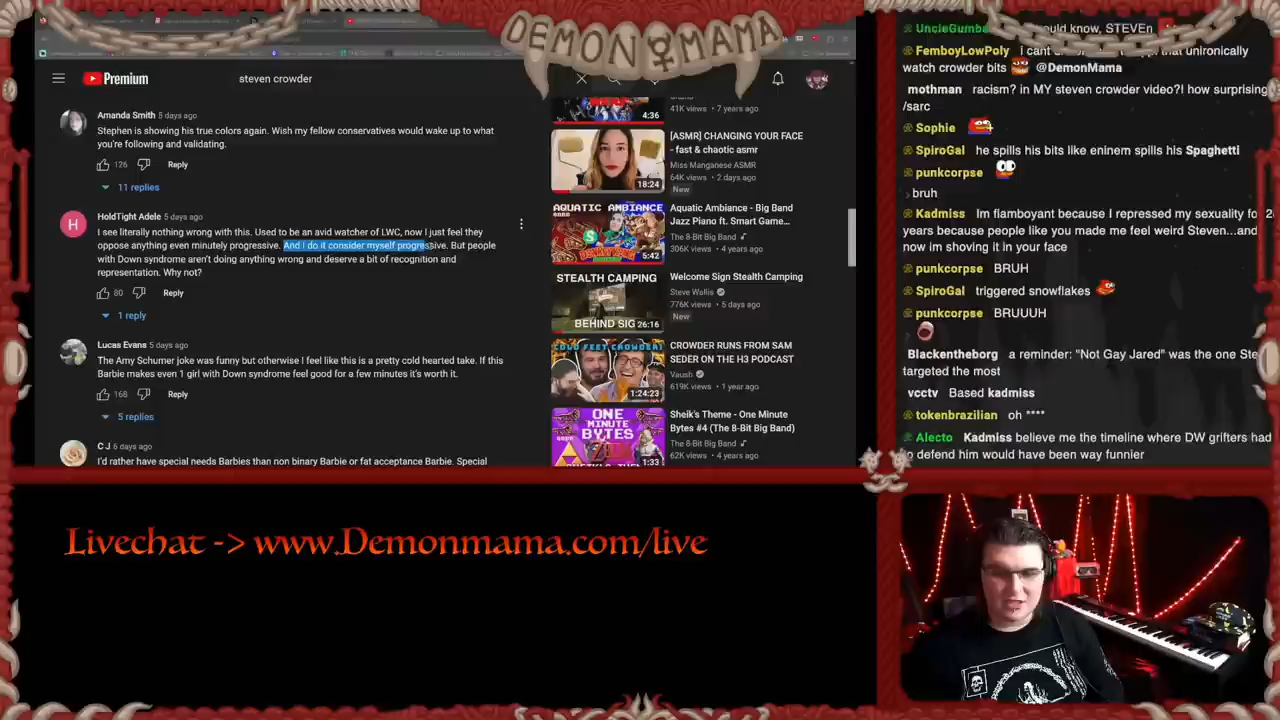 DEMON MAMA
Premium
steven crowder
Amanda Smith 5 days ago
Stephen is showing his true colors again. Wish my fellow conservatives would wake up to what
you're following and validating.
126
Reply
11 replies
H
HoldTight Adele 5 days ago
I see literally nothing wrong with this. Used to be an avid watcher of LWC, now I just feel they
oppose anything even minutely progressive. And I do it consider myself progressive. But people
with Down syndrome aren't doing anything wrong and deserve a bit of recognition and
representation. Why not?
80
Reply
1 reply
Lucas Evans 5 days ago
The Amy Schumer joke was funny but otherwise I feel like this is a pretty cold hearted take. If this
Barbie makes even 1 girl with Down syndrome feel good for a few minutes it's worth it.
168
Reply
5 replies
C J 6 days ago
I'd rather have special needs Barbies than non binary Barbie or fat acceptance Barbie. Special
41K views • 7 years ago
4:36
[ASMR] CHANGING YOUR FACE
- fast & chaotic asmr
Miss Manganese ASMR
64K views • 2 days ago
New
18:24
AQUATIC AMBIANCE
Aquatic Ambiance - Big Band
Jazz Piano ft. Smart Game...
The 8-Bit Big Band
306K views • 4 years ago
5:42
STEALTH CAMPING
BEHIND SIG
26:16
Welcome Sign Stealth Camping
Steve Wallis
776K views • 5 days ago
New
COLD FEET CROWDER!
1:24:23
CROWDER RUNS FROM SAM
SEDER ON THE H3 PODCAST
Vaush
619K views • 1 year ago
ONE
MINUTE
BYTES
1:33
Sheik's Theme - One Minute
Bytes #4 (The 8-Bit Big Band)
The 8-Bit Big Band
62K views • 4 years ago
ould know, STEVEn
FemboyLowPoly i cant
that unironically
watch crowder bits @DemonMama
mothman racism? in MY steven crowder video?! how surprising
/sarc
Sophie
SpiroGal he spills his bits like eninem spills his Spaghetti
punkcorpse
bruh
Kadmiss Im fiamboyant because I repressed my sexuality for 2
years because people like you made me feel weird Steven...and
now im shoving it in your face
punkcorpse BRUH
SpiroGal triggered snowflakes
punkcorpse BRUUUH
Blackentheborg a reminder: "Not Gay Jared" was the one Ste
targeted the most
vcctv Based kadmiss
tokenbrazilian oh ****
Alecto Kadmiss believe me the timeline where DW grifters had
to defend him would have been way funnier
Livechat -> www.Demonmama.com/live